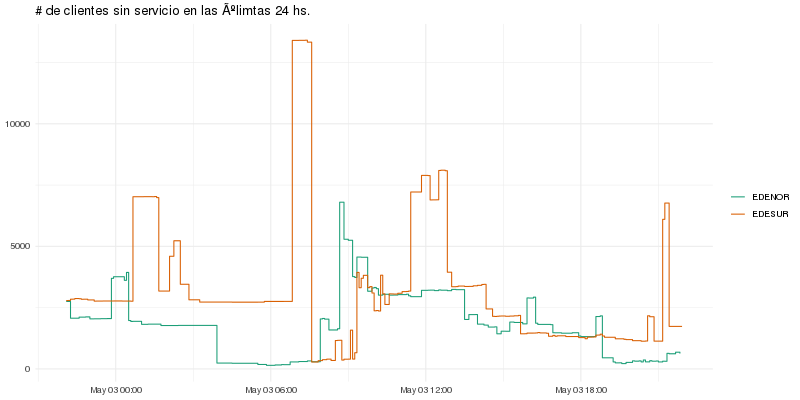 # de clientes sin servicio en las Ãºlimtas 24 hs.
10000
5000
0
May 03 00:00
May 03 06:00
May 03 12:00
May 03 18:00
EDENOR
EDESUR